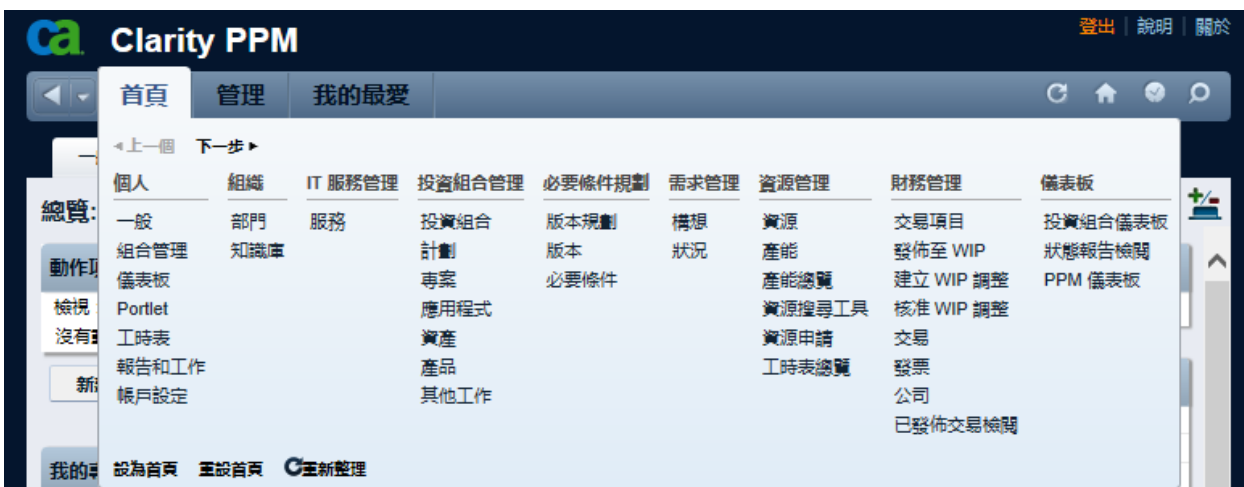 ca Clarity PPM
登出 | 說明 | 關於
首頁 管理 我的最愛
上一個 下一步
個人 組織 IT 服務管理 投資組合管理 必要條件規劃 需求管理 資源管理 財務管理 儀表板
總覽:
一般 部門 服務 投資組合 版本規劃 構想 資源 交易項目 投資組合儀表板
組合管理 知識庫 計劃 版本 狀況 產能 發佈至 WIP 狀態報告檢閱
動作
儀表板 專案 必要條件 產能總覽 建立 WIP 調整 PPM 儀表板
檢視
Portlet 應用程式 資源搜尋工具 核准 WIP 調整
沒有
工時表 資產 資源申請 交易
報告和工作 產品 工時表總覽 發票
帳戶設定 其他工作 公司
已發佈交易檢閱
我的
設為首頁 重設首頁 重新整理